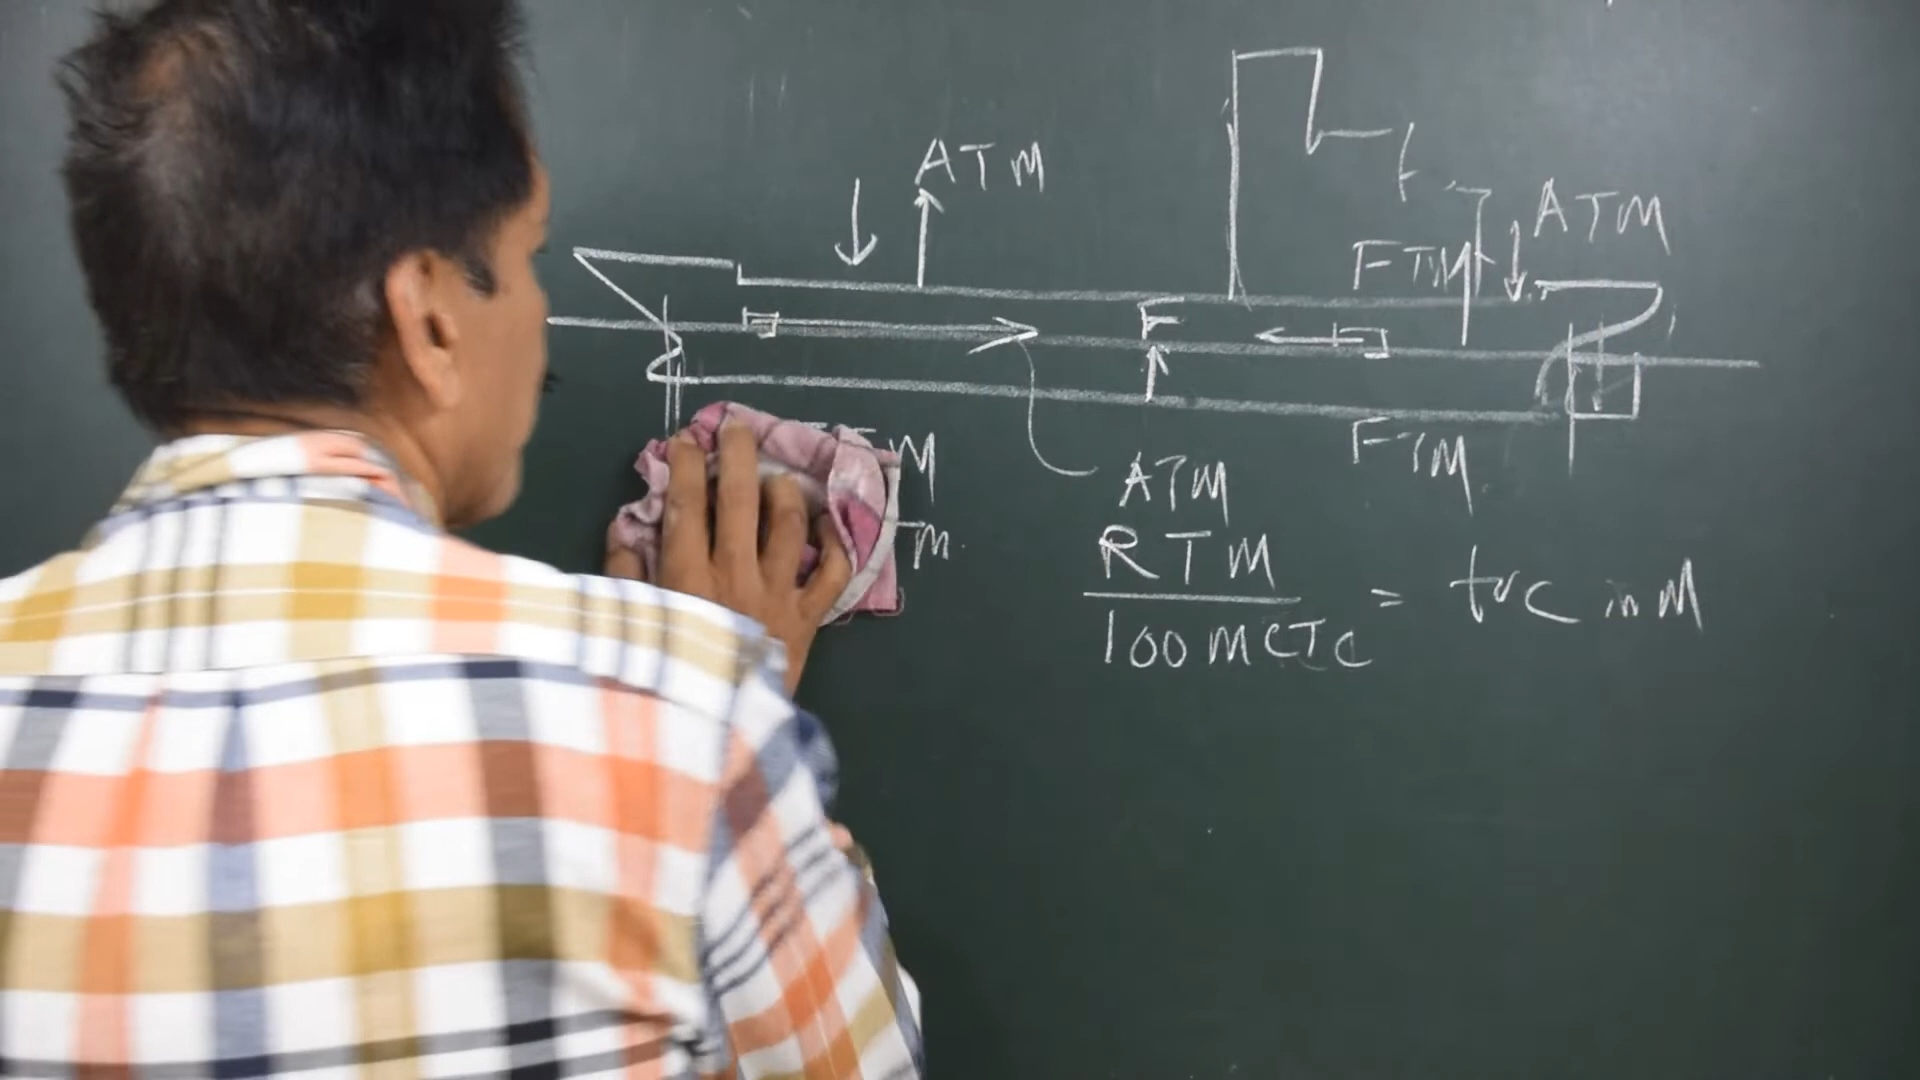 ATM
ATM
FTM
F
FTM
ATM
RTM
100 MCTC
= trc in M